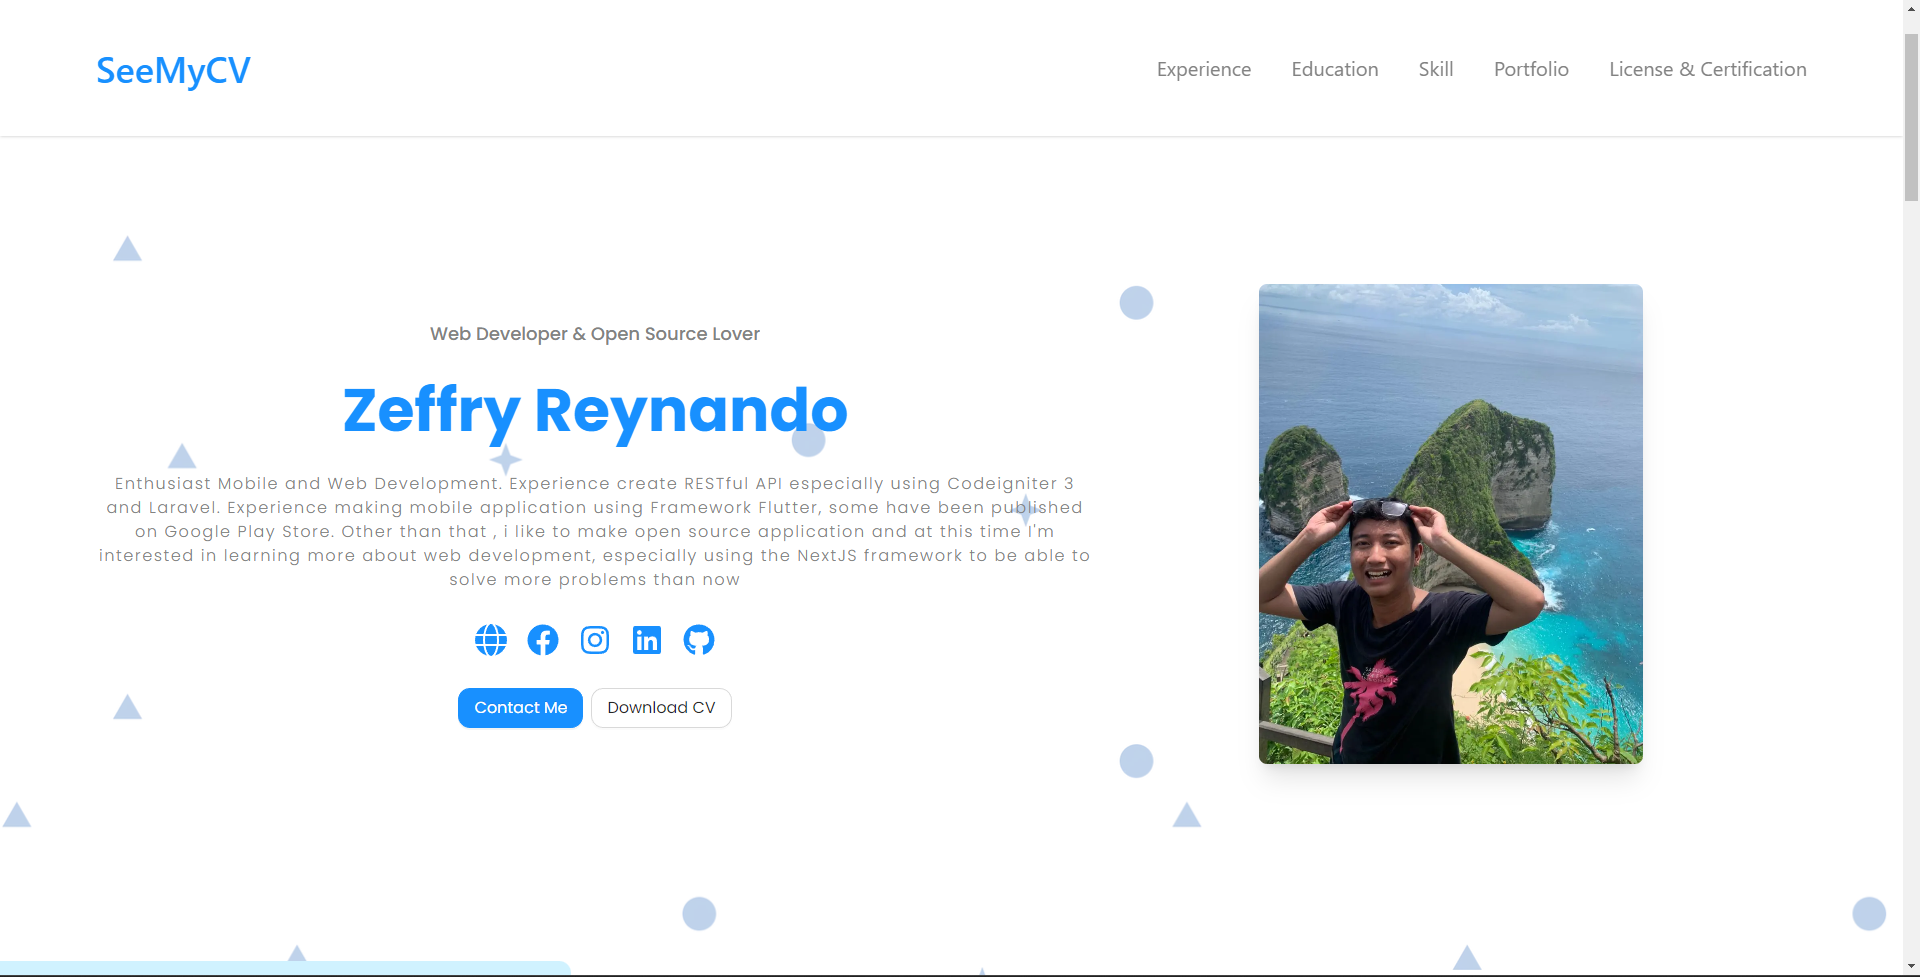 SeeMyCV
Experience Education Skill Portfolio License & Certification
Web Developer & Open Source Lover
Zeffry Reynando
Enthusiast Mobile and Web Development. Experience create RESTful API especially using Codeigniter 3
and Laravel. Experience making mobile application using Framework Flutter, some have been published
on Google Play Store. Other than that , i like to make open source application and at this time I'm
interested in learning more about web development, especially using the NextJS framework to be able to
solve more problems than now
Contact Me Download CV